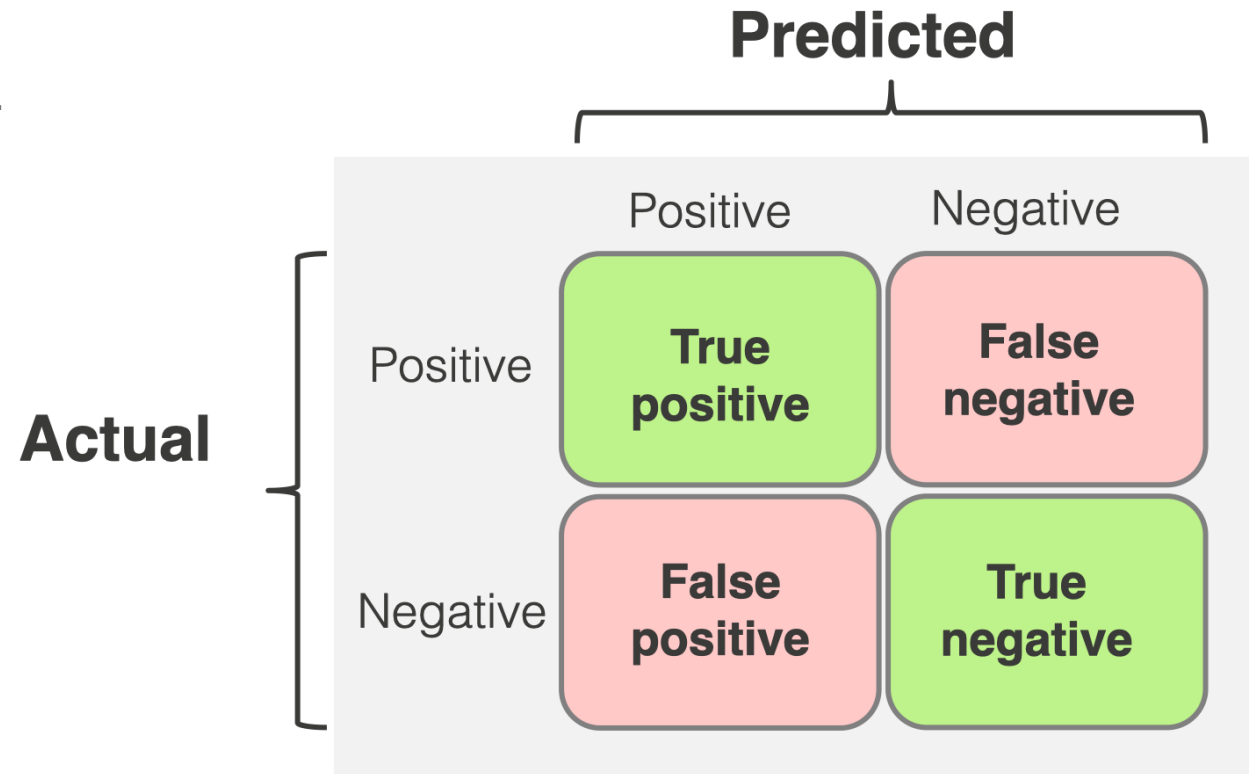 Predicted
Positive Negative
Actual
Positive
True
positive
False
negative
Negative
False
positive
True
negative